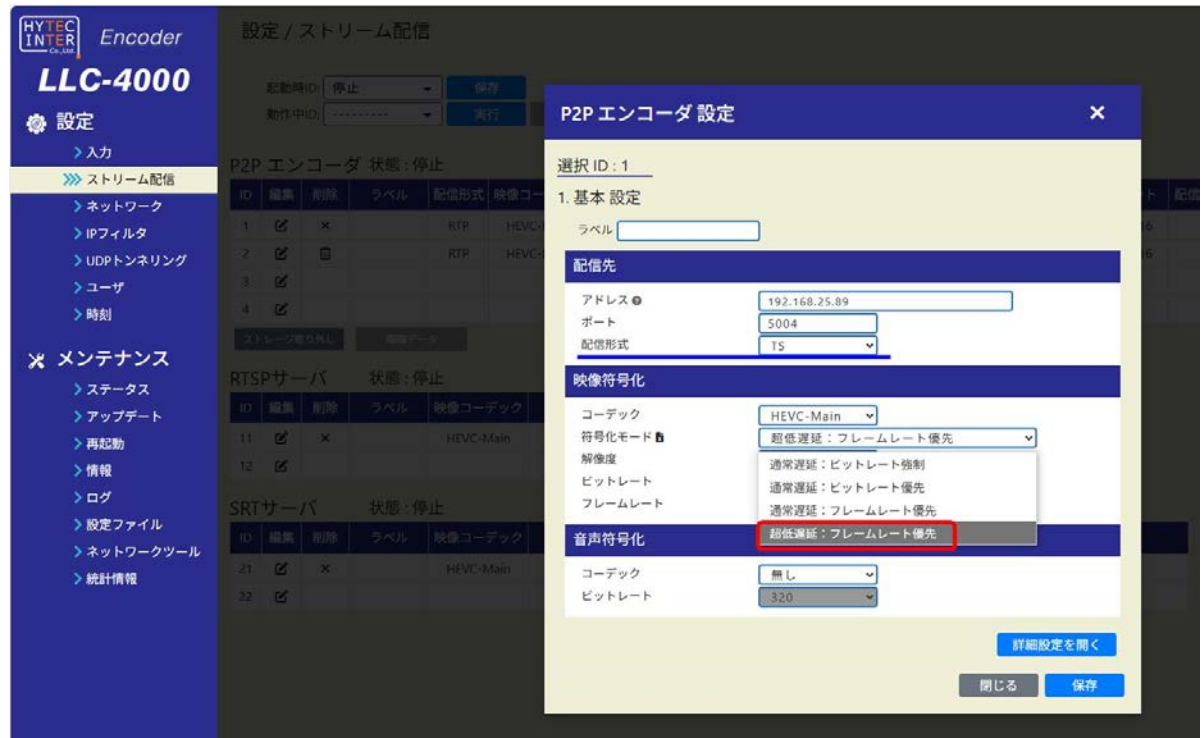 HYTEC
INTER
Co.,Ltd.
Encoder
LLC-4000
設定
入力
ストリーム配信
ネットワーク
IPフィルタ
UDPトンネリング
ユーザ
時刻
メンテナンス
ステータス
アップデート
再起動
情報
ログ
設定ファイル
ネットワークツール
統計情報
設定 / ストリーム配信
起動時ID: 停止 保存
動作中ID: --------- 実行
P2P エンコーダ 状態 : 停止
ID 編集 削除 ラベル 配信形式 映像コー
1 RTP HEVC-
2 RTP HEVC-
3
4
ストレージ取り外し
RTSPサーバ 状態 : 停止
ID 編集 削除 ラベル 映像コーデック
11 HEVC-Main
12
SRTサーバ 状態 : 停止
ID 編集 削除 ラベル 映像コーデック
21 HEVC-Main
22
P2P エンコーダ 設定 ×
選択 ID : 1
1. 基本 設定
ラベル
配信先
アドレス 192.168.25.89
ポート 5004
配信形式 TS
映像符号化
コーデック HEVC-Main
符号化モード 超低遅延：フレームレート優先
解像度
ビットレート
フレームレート
通常遅延：ビットレート強制
通常遅延：ビットレート優先
通常遅延：フレームレート優先
超低遅延：フレームレート優先
音声符号化
コーデック 無し
ビットレート 320
詳細設定を開く
閉じる 保存